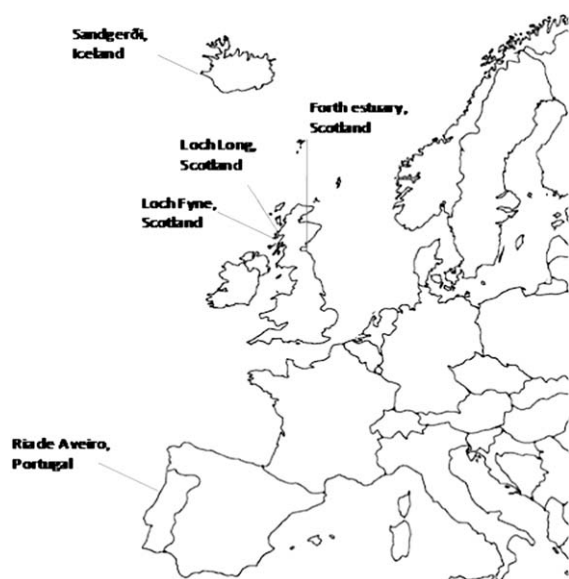 Sandgerði,
Iceland
Forth estuary,
Scotland
Loch Long,
Scotland
Loch Fyne,
Scotland
Ria de Aveiro,
Portugal